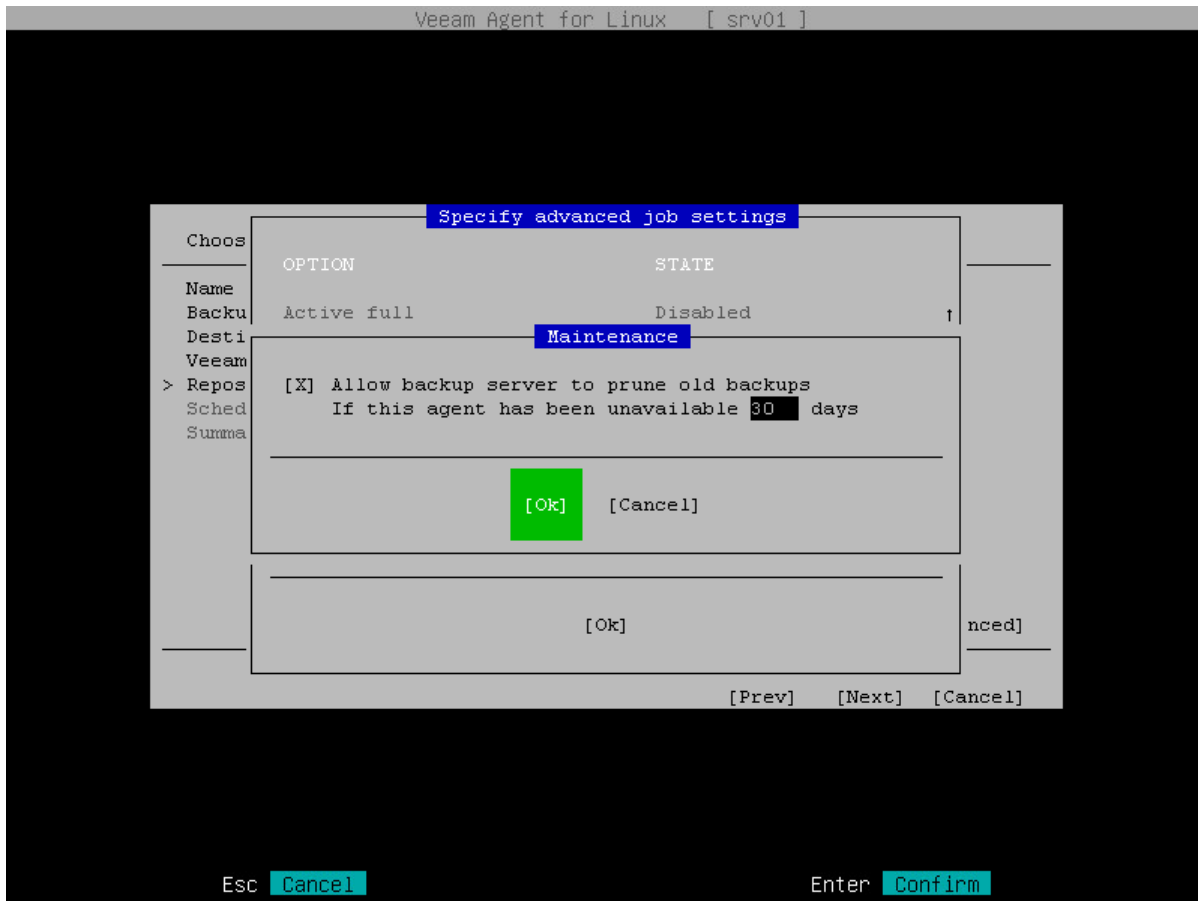 Veeam Agent for Linux [ srv01 ]
Specify advanced job settings
Choos
OPTION STATE
Name
Backu Active full Disabled ↑
Desti Maintenance
Veeam
> Repos [X] Allow backup server to prune old backups
Sched If this agent has been unavailable 30 days
Summa
[Ok] [Cancel]
[Ok] nced]
[Prev] [Next] [Cancel]
Esc Cancel Enter Confirm